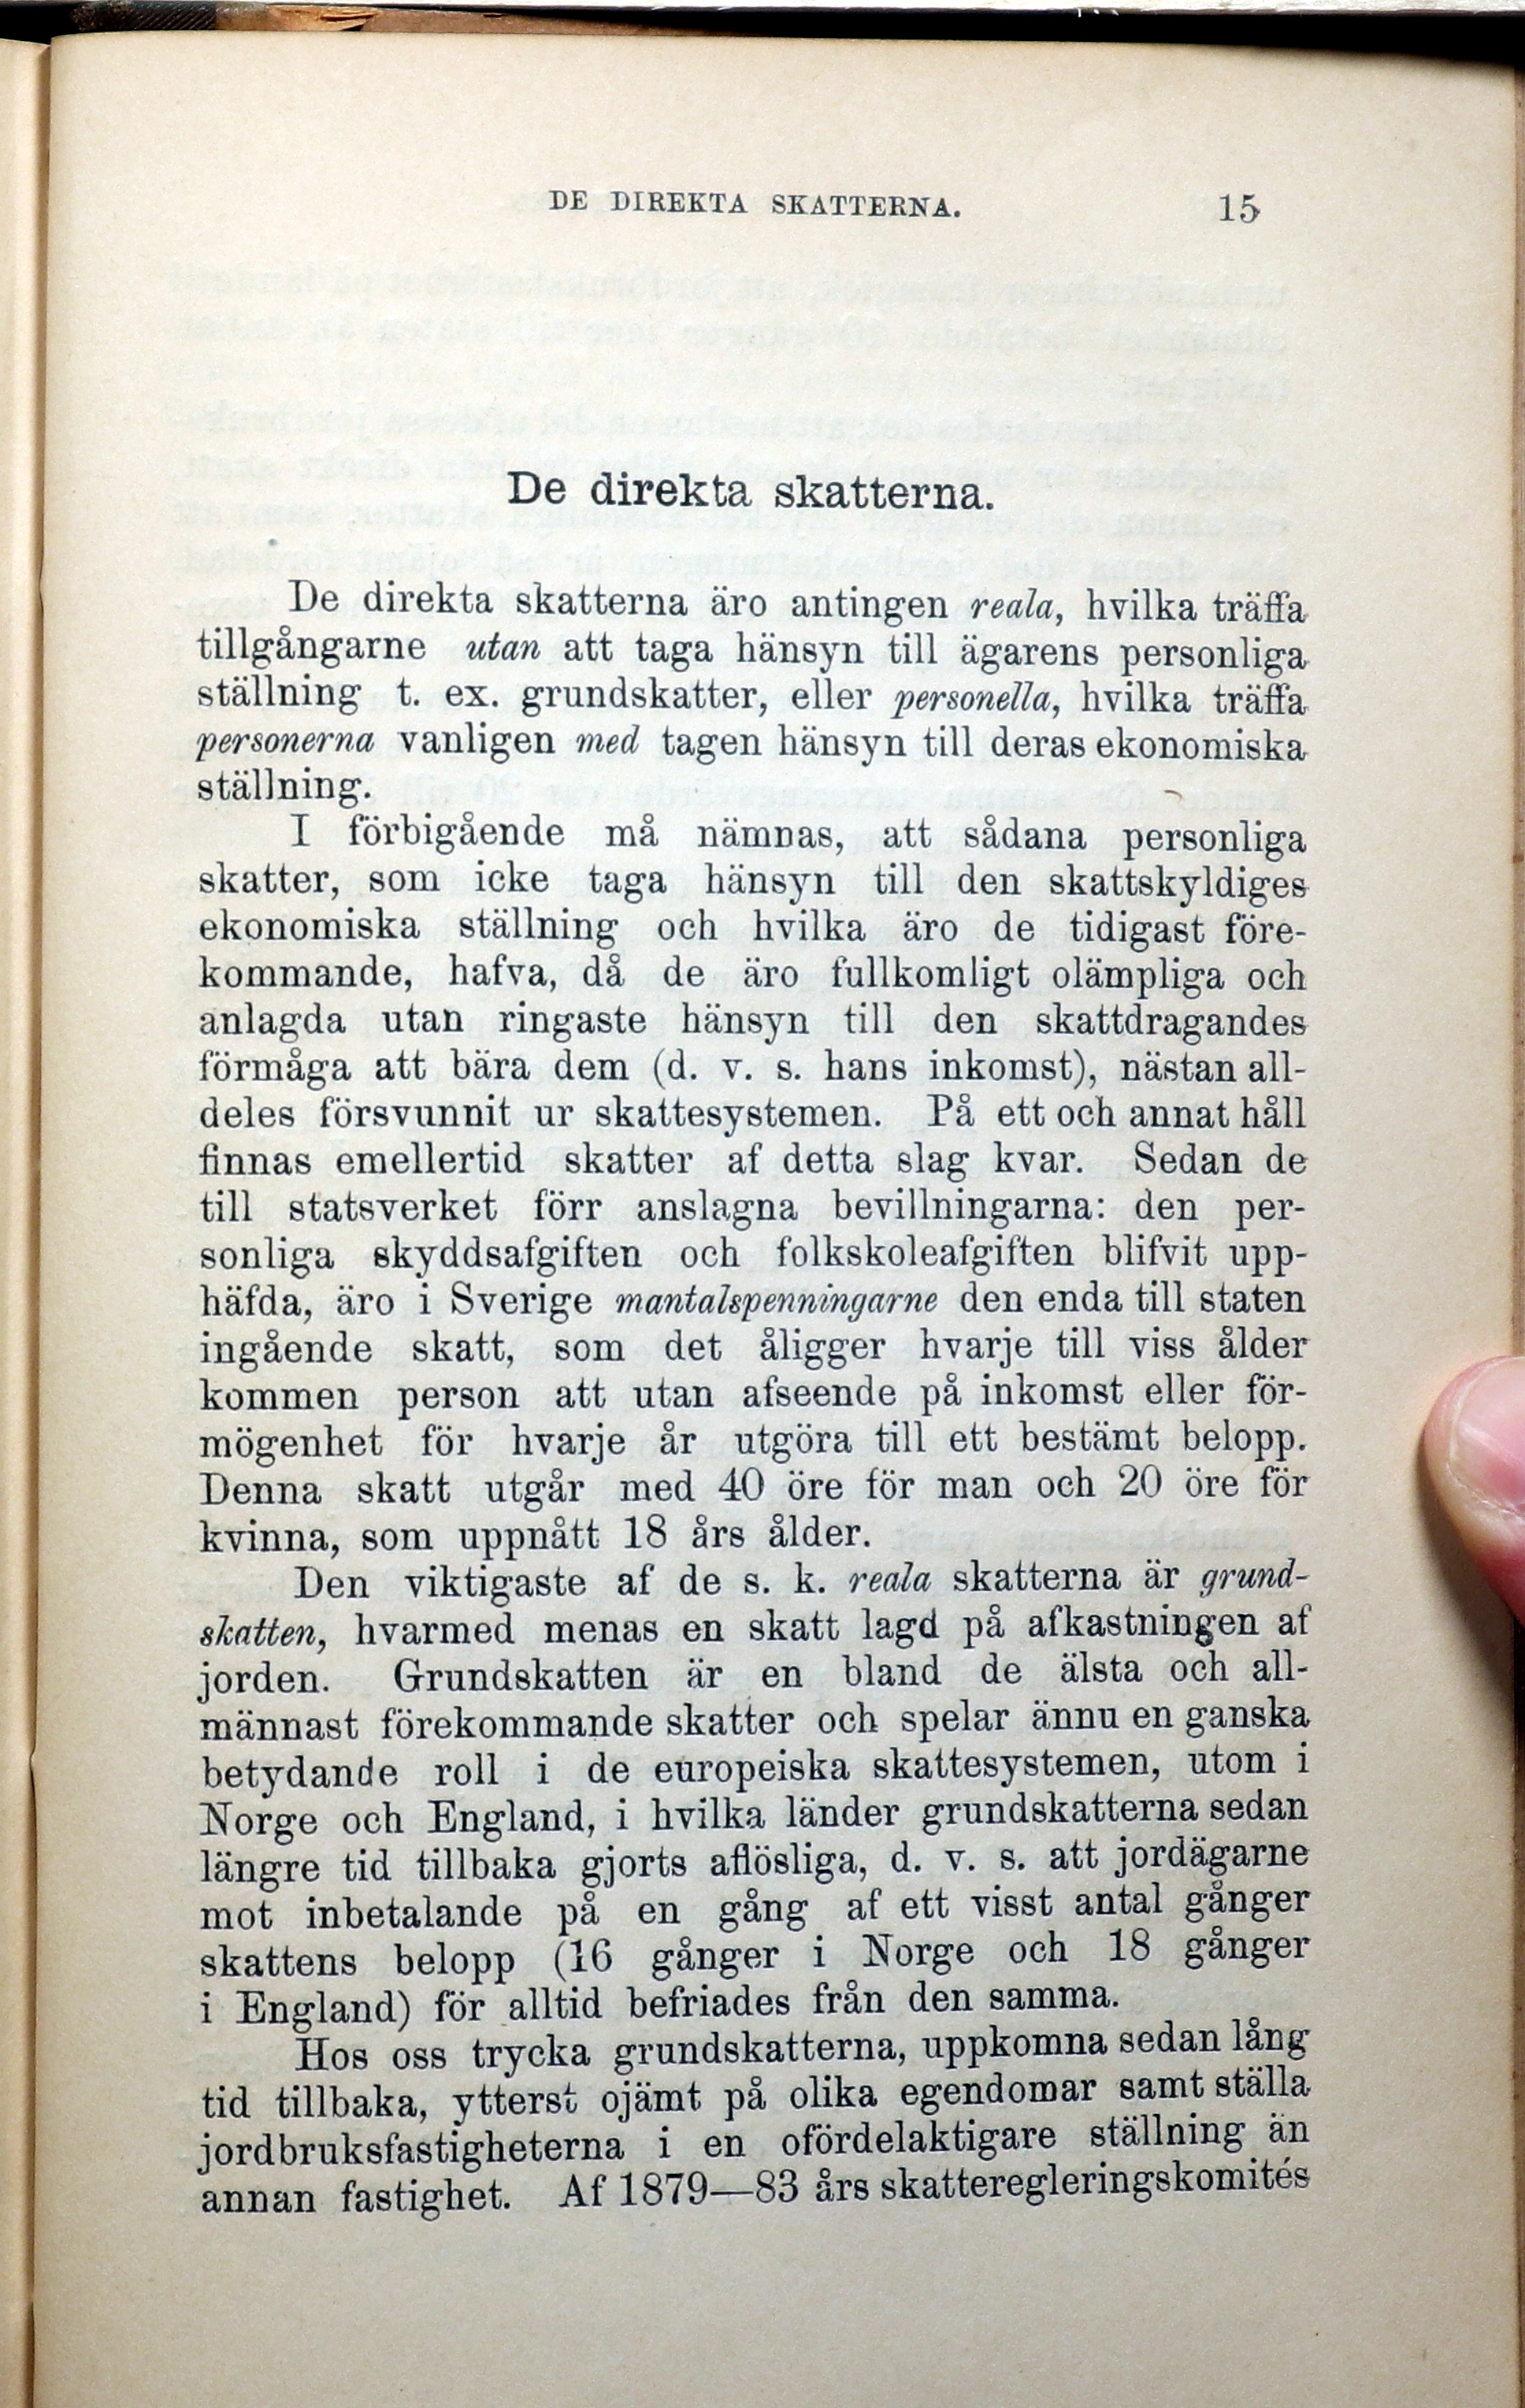 DE DIREKTA SKATTERNA. 15
De direkta skatterna.
De direkta skatterna äro antingen reala, hvilka träffa
tillgångarne utan att taga hänsyn till ägarens personliga
ställning t. ex. grundskatter, eller personella, hvilka träffa
personerna vanligen med tagen hänsyn till deras ekonomiska
ställning.
I förbigående må nämnas, att sådana personliga
skatter, som icke taga hänsyn till den skattskyldiges
ekonomiska ställning och hvilka äro de tidigast före-
kommande, hafva, då de äro fullkomligt olämpliga och
anlagda utan ringaste hänsyn till den skattdragandes
förmåga att bära dem (d. v. s. hans inkomst), nästan all-
deles försvunnit ur skattesystemen. På ett och annat håll
finnas emellertid skatter af detta slag kvar. Sedan de
till statsverket förr anslagna bevillningarna: den per-
sonliga skyddsafgiften och folkskoleafgiften blifvit upp-
häfda, äro i Sverige mantalspenningarne den enda till staten
ingående skatt, som det åligger hvarje till viss ålder
kommen person att utan afseende på inkomst eller för-
mögenhet för hvarje år utgöra till ett bestämt belopp.
Denna skatt utgår med 40 öre för man och 20 öre för
kvinna, som uppnått 18 års ålder.
Den viktigaste af de s. k. reala skatterna är grund-
skatten, hvarmed menas en skatt lagd på afkastningen af
jorden. Grundskatten är en bland de älsta och all-
männast förekommande skatter och spelar ännu en ganska
betydande roll i de europeiska skattesystemen, utom i
Norge och England, i hvilka länder grundskatterna sedan
längre tid tillbaka gjorts aflösliga, d. v. s. att jordägarne
mot inbetalande på en gång af ett visst antal gånger
skattens belopp (16 gånger i Norge och 18 gånger
i England) för alltid befriades från den samma.
Hos oss trycka grundskatterna, uppkomna sedan lång
tid tillbaka, ytterst ojämt på olika egendomar samt ställa
jordbruksfastigheterna i en ofördelaktigare ställning än
annan fastighet. Af 1879—83 års skatteregleringskomités